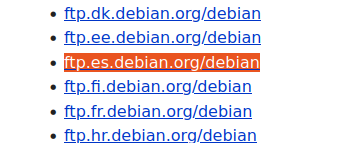 ftp.dk.debian.org/debian
ftp.ee.debian.org/debian
ftp.es.debian.org/debian
ftp.fi.debian.org/debian
ftp.fr.debian.org/debian
ftp.hr.debian.org/debian